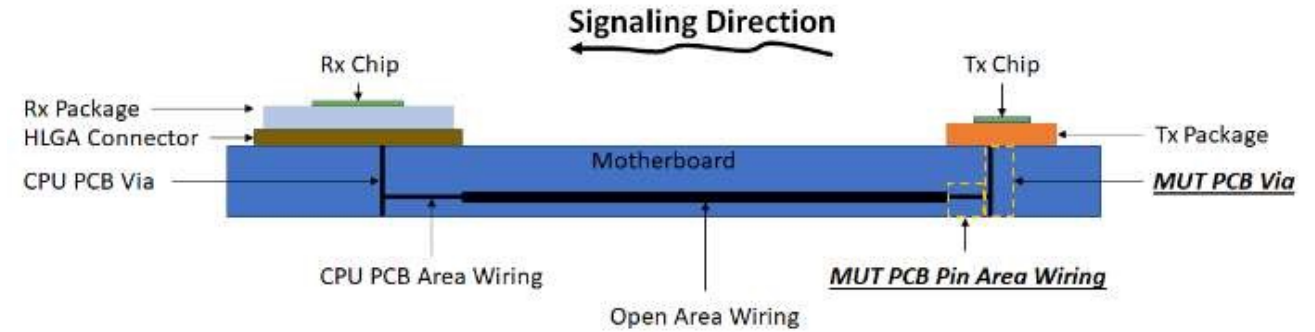 Signaling Direction
Rx Chip
Tx Chip
Rx Package
HLGA Connector
Tx Package
Motherboard
CPU PCB Via
MUT PCB Via
CPU PCB Area Wiring
MUT PCB Pin Area Wiring
Open Area Wiring